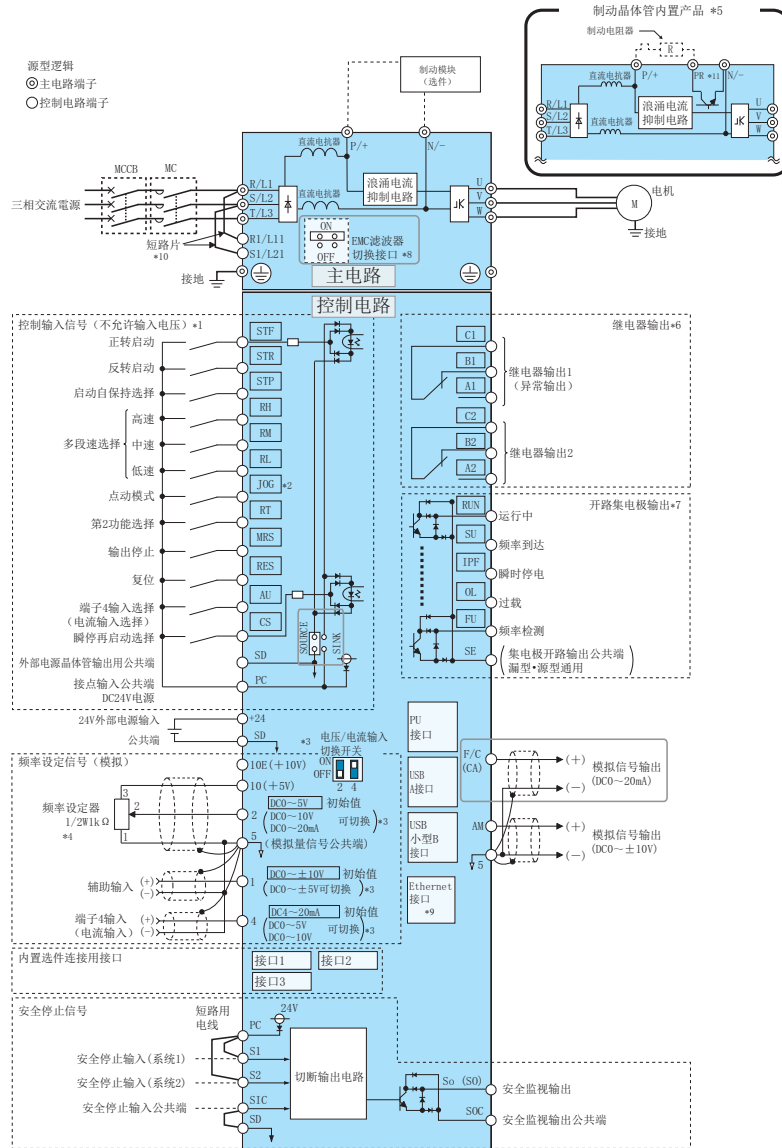 制动晶体管内置产品 *5
制动电阻器
R
P/+
PR *11
N/-
直流电抗器
R/L1
S/L2
T/L3
浪涌电流
抑制电路
直流电抗器
U
V
W
源型逻辑
主电路端子
控制电路端子
制动模块
(选件)
P/+
N/-
直流电抗器
MCCB
MC
R/L1
S/L2
T/L3
浪涌电流
抑制电路
直流电抗器
U
V
W
电机
M
接地
三相交流電源
短路片
*10
R1/L11
S1/L21
ON
OFF
EMC滤波器
切换接口 *8
接地
主电路
控制电路
控制输入信号（不允许输入电压）*1
正转启动
STF
反转启动
STR
启动自保持选择
STP
多段速选择
高速
RH
中速
RM
低速
RL
点动模式
JOG *2
第2功能选择
RT
输出停止
MRS
复位
RES
端子4输入选择
(电流输入选择)
AU
瞬停再启动选择
CS
SOURCE
SINK
外部电源晶体管输出用公共端
SD
接点输入公共端
DC24V电源
PC
继电器输出*6
C1
B1
A1
继电器输出1
(异常输出)
C2
B2
A2
继电器输出2
开路集电极输出*7
RUN
运行中
SU
频率到达
IPF
瞬时停电
OL
过载
FU
频率检测
SE
(集电极开路输出公共端
漏型•源型通用)
24V外部电源输入
+24
公共端
SD
*3
电压/电流输入
切换开关
ON
OFF
2 4
频率设定信号（模拟）
10E(+10V)
10(+5V)
频率设定器
1/2W1kΩ
*4
3
2
1
2
DC0～5V 初始值
(DC0～10V
DC0～20mA
可切换)*3
5
(模拟量信号公共端)
辅助输入
(+)
(-)
1
DC0～±10V 初始值
(DC0～±5V可切换)*3
端子4输入
(电流输入)
(+)
(-)
4
DC4～20mA 初始值
(DC0～5V
DC0～10V
可切换)*3
PU
接口
USB
A接口
USB
小型B
接口
Ethernet
接口
*9
F/C
(CA)
(+)
(-)
模拟信号输出
(DC0～20mA)
AM
5
(+)
(-)
模拟信号输出
(DC0～±10V)
内置选件连接用接口
接口1
接口2
接口3
安全停止信号
短路用
电线
24V
PC
安全停止输入(系统1)
S1
安全停止输入(系统2)
S2
安全停止输入公共端
SIC
SD
切断输出电路
So (SO)
安全监视输出
SOC
安全监视输出公共端